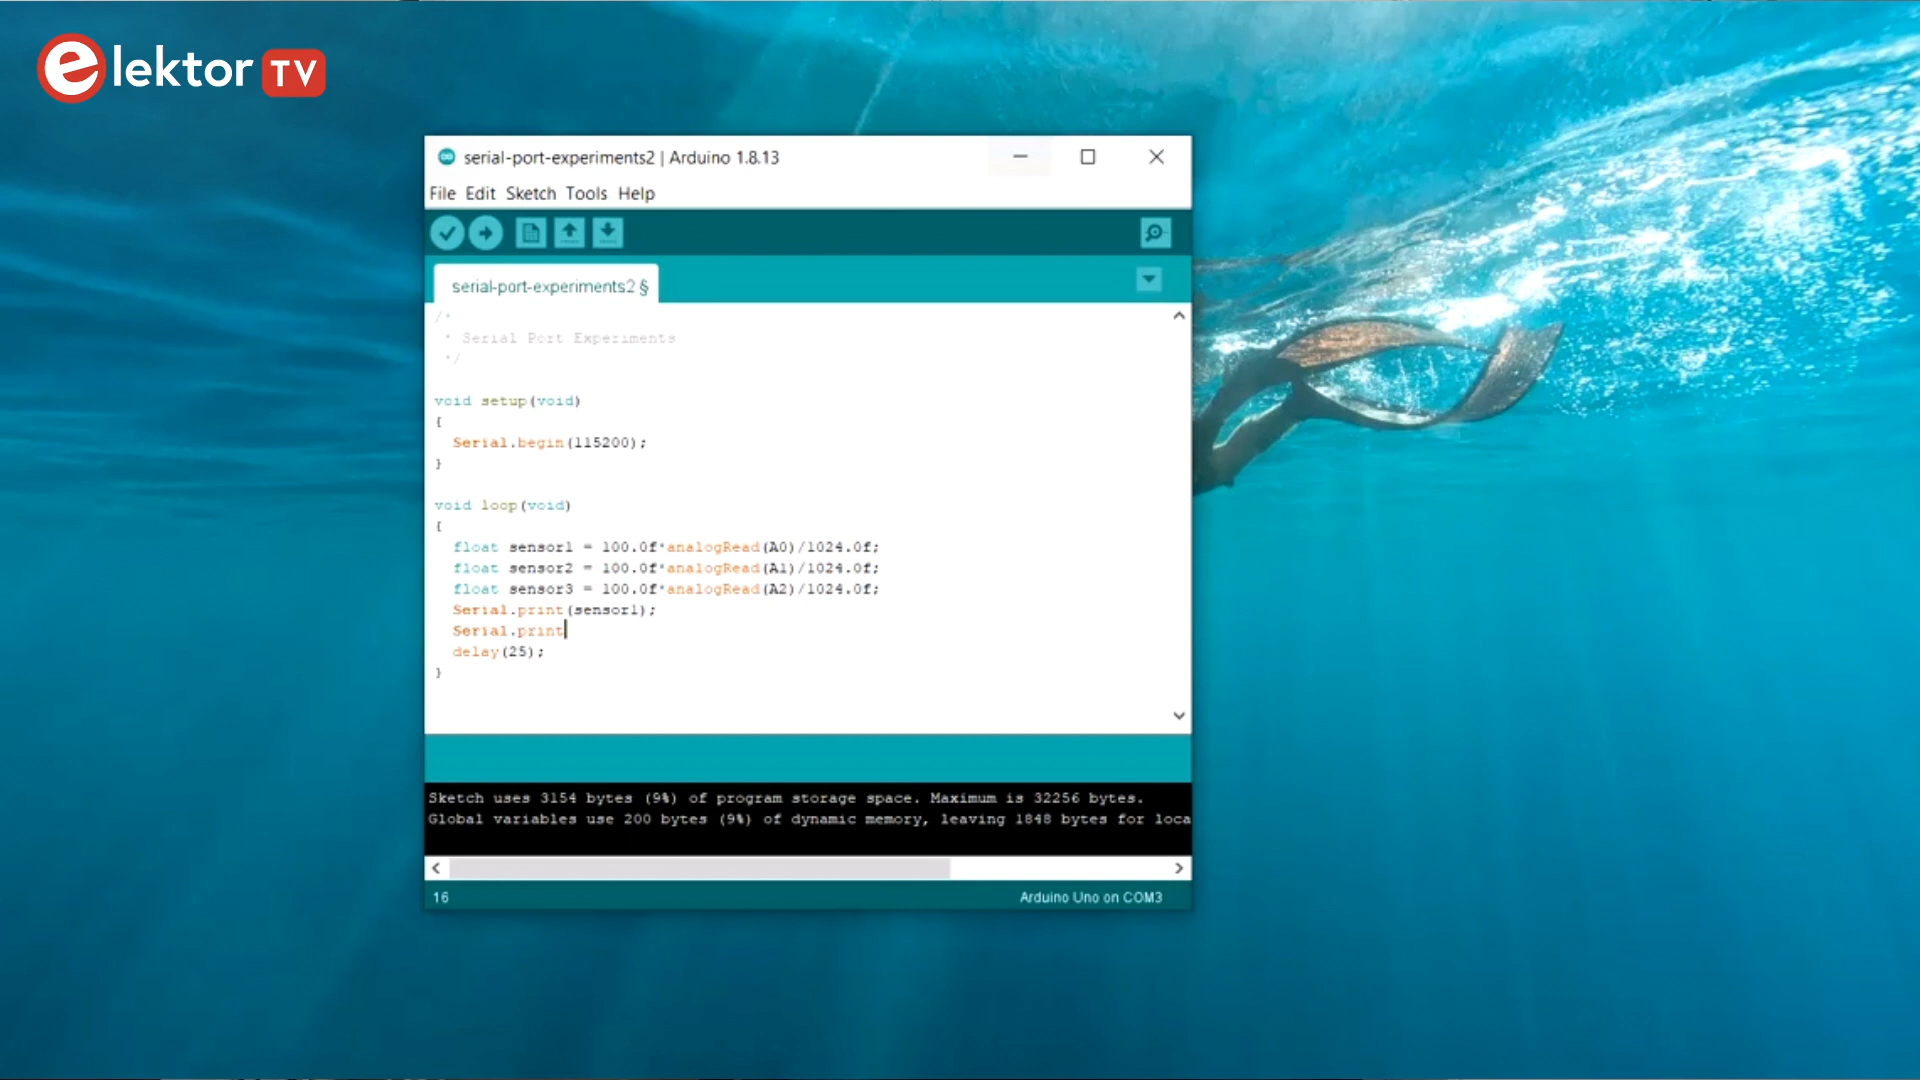 elektor TV
serial-port-experiments2 | Arduino 1.8.13
File Edit Sketch Tools Help
serial-port-experiments2 §
/*
* Serial Port Experiments
*/
void setup(void)
{
Serial.begin(115200);
}
void loop(void)
{
float sensor1 = 100.0f*analogRead(A0)/1024.0f;
float sensor2 = 100.0f*analogRead(A1)/1024.0f;
float sensor3 = 100.0f*analogRead(A2)/1024.0f;
Serial.print(sensor1);
Serial.print
delay(25);
}
Sketch uses 3154 bytes (9%) of program storage space. Maximum is 32256 bytes.
Global variables use 200 bytes (9%) of dynamic memory, leaving 1848 bytes for loca
16
Arduino Uno on COM3